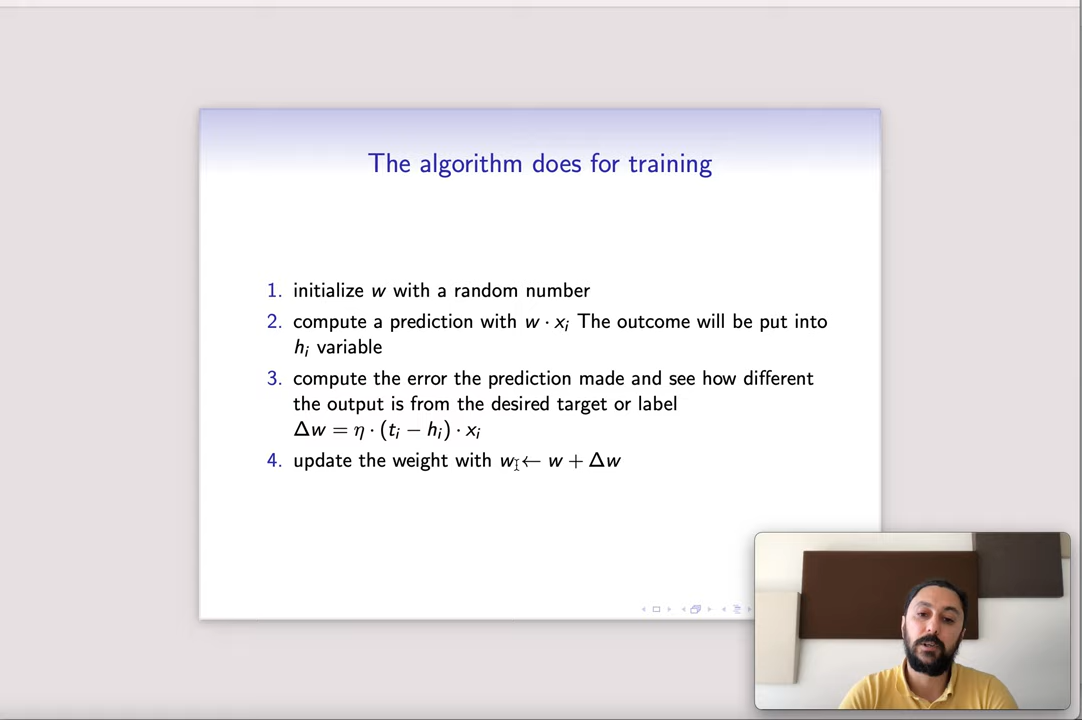 The algorithm does for training
1. initialize w with a random number
2. compute a prediction with w · xᵢ The outcome will be put into
hᵢ variable
3. compute the error the prediction made and see how different
the output is from the desired target or label
Δw = η · (tᵢ − hᵢ) · xᵢ
4. update the weight with w ← w + Δw